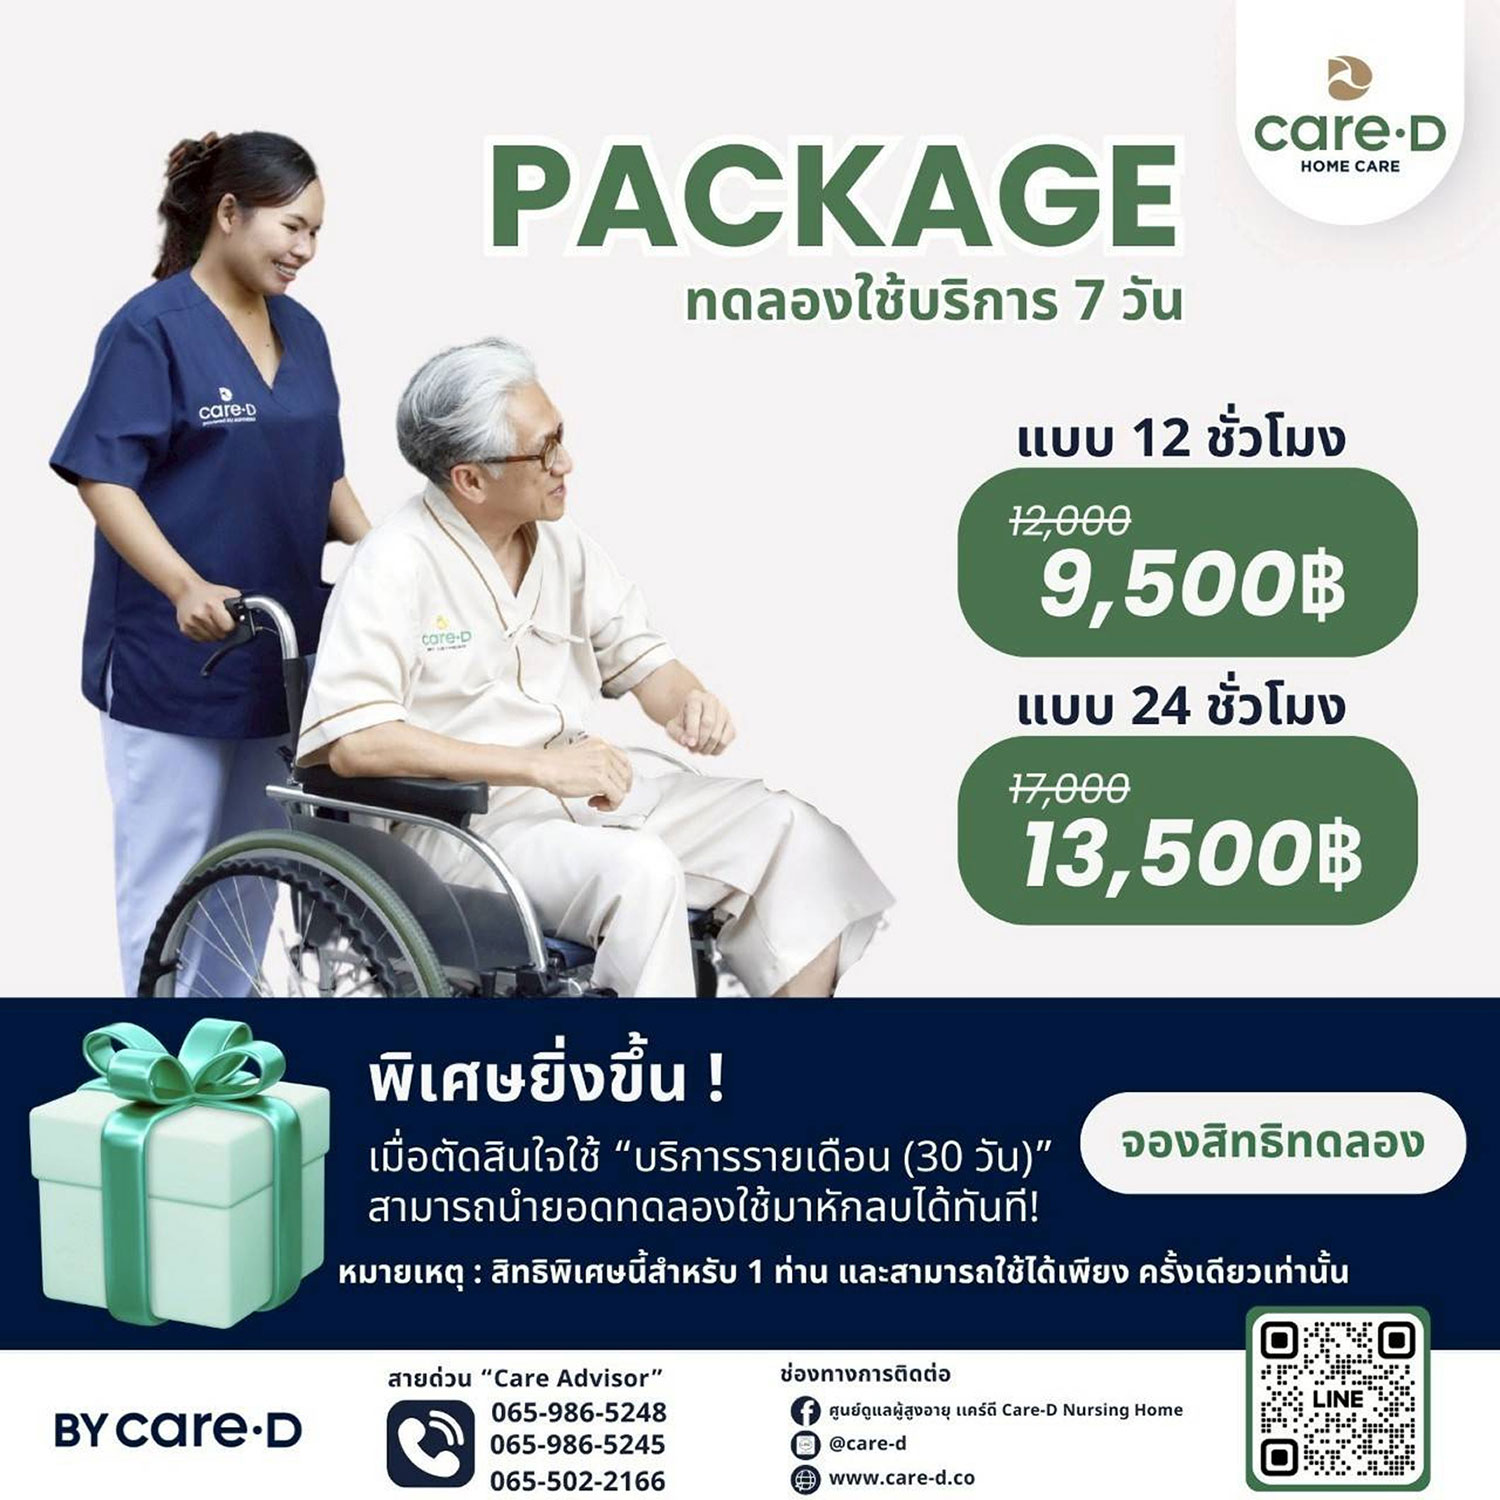 care·D
HOME CARE
PACKAGE
ทดลองใช้บริการ 7 วัน
care·D
care·D
แบบ 12 ชั่วโมง
12,000
9,500฿
แบบ 24 ชั่วโมง
17,000
13,500฿
พิเศษยิ่งขึ้น !
เมื่อตัดสินใจใช้ “บริการรายเดือน (30 วัน)”
สามารถนำยอดทดลองใช้มาหักลบได้ทันที!
จองสิทธิทดลอง
หมายเหตุ : สิทธิพิเศษนี้สำหรับ 1 ท่าน และสามารถใช้ได้เพียง ครั้งเดียวเท่านั้น
BY care·D
สายด่วน “Care Advisor”
065-986-5248
065-986-5245
065-502-2166
ช่องทางการติดต่อ
ศูนย์ดูแลผู้สูงอายุ แคร์ดี Care-D Nursing Home
@care-d
www.care-d.co
LINE